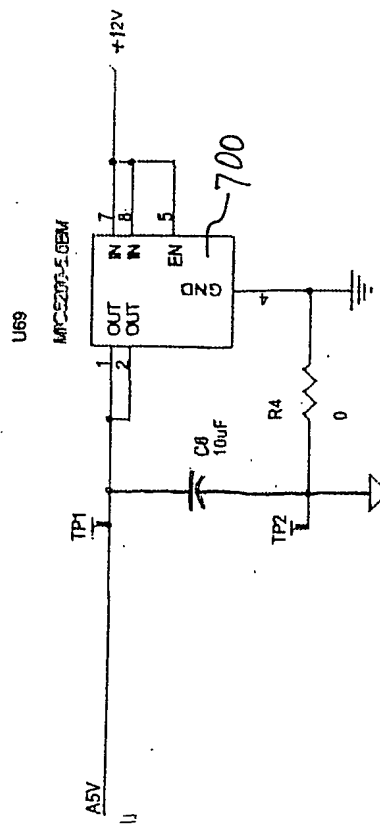 U69
+12V
7
IN
8
IN
5
EN
OUT
1
OUT
2
GND
4
700
TP1
C8
10uF
R4
0
TP2
A5V